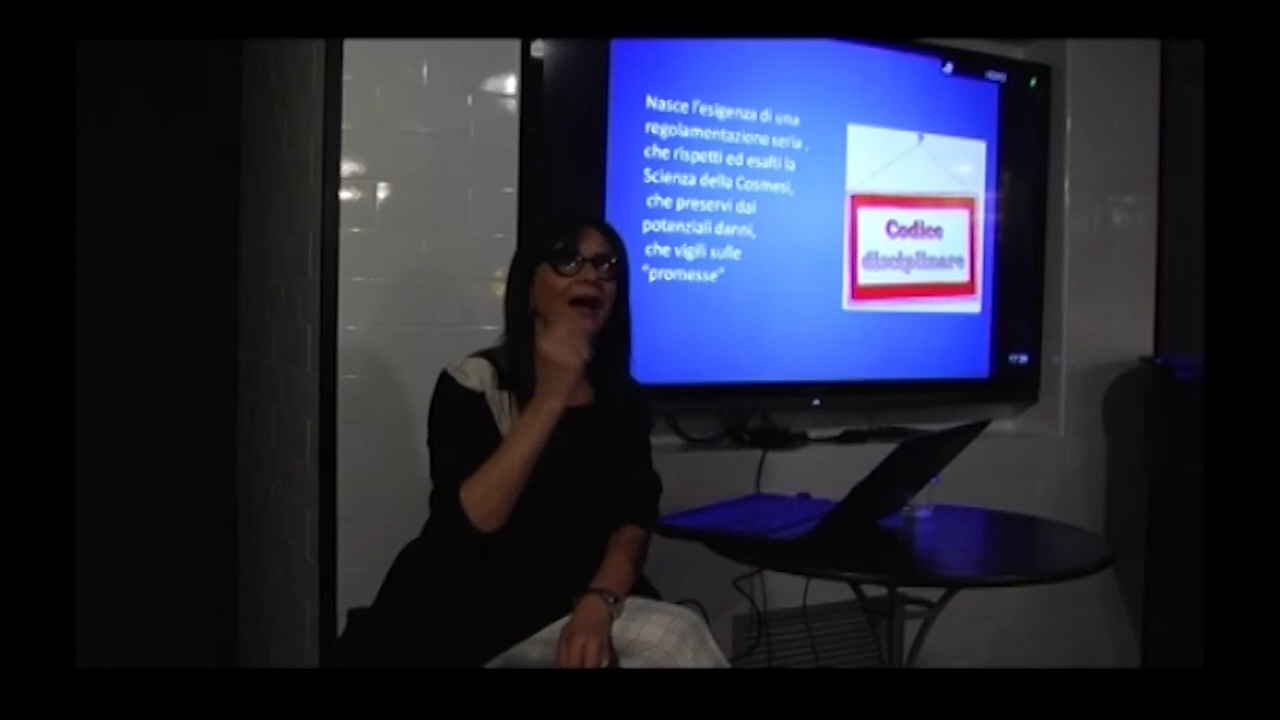 Nasce l'esigenza di una
regolamentazione seria ,
che rispetti ed esalti la
Scienza della Cosmesi,
che preservi dai
potenziali danni,
che vigili sulle
"promesse"
Codice
disciplinare